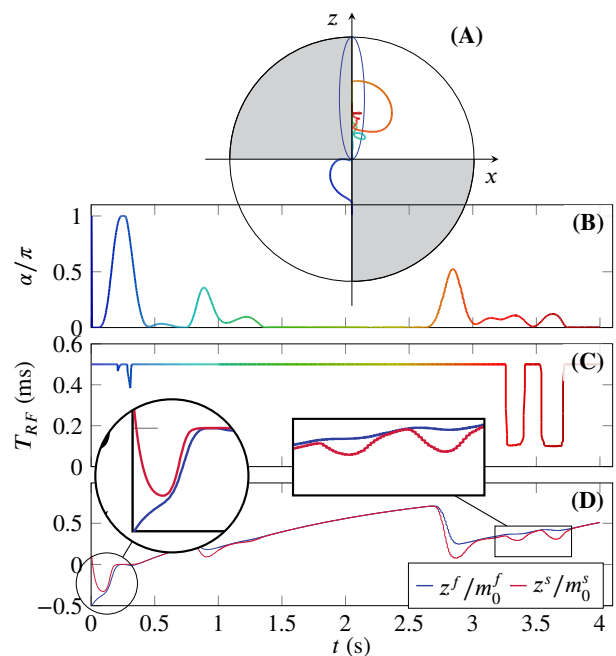 z
(A)
x
1
0.5
0
α/π
(B)
0.6
0.4
0.2
0
T_RF (ms)
(C)
0.5
0
−0.5
(D)
z^f/m_0^f z^s/m_0^s
0 0.5 1 1.5 2 2.5 3 3.5 4
t (s)